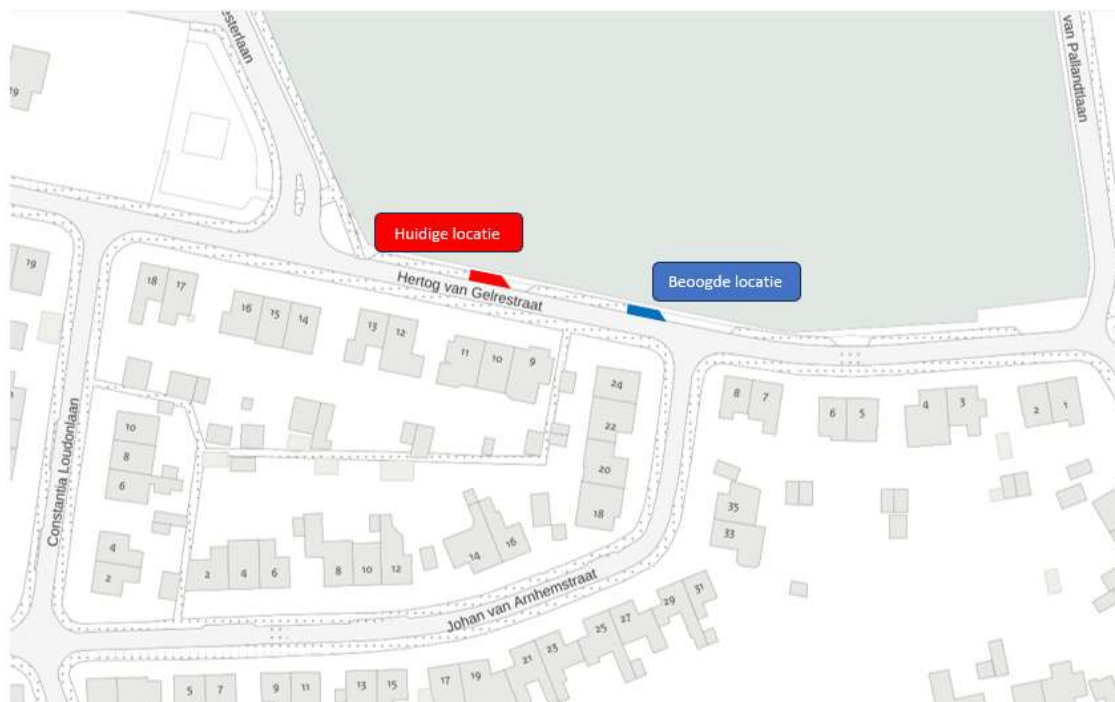 esterlaan
van Pallandtlaan
19
Huidige locatie
Beoogde locatie
Hertog van Gelrestraat
19
18 17
16 15 14
13 12
11 10 9
24
22
20
18
8 7
6 5
4 3
2 1
Constantia Loudonlaan
10
8
6
4
2
2 4 6
8 10 12
14 16
35
33
Johan van Arnhemstraat
5 7
9 11
13 15
17 19
21 23
25 27
29 31